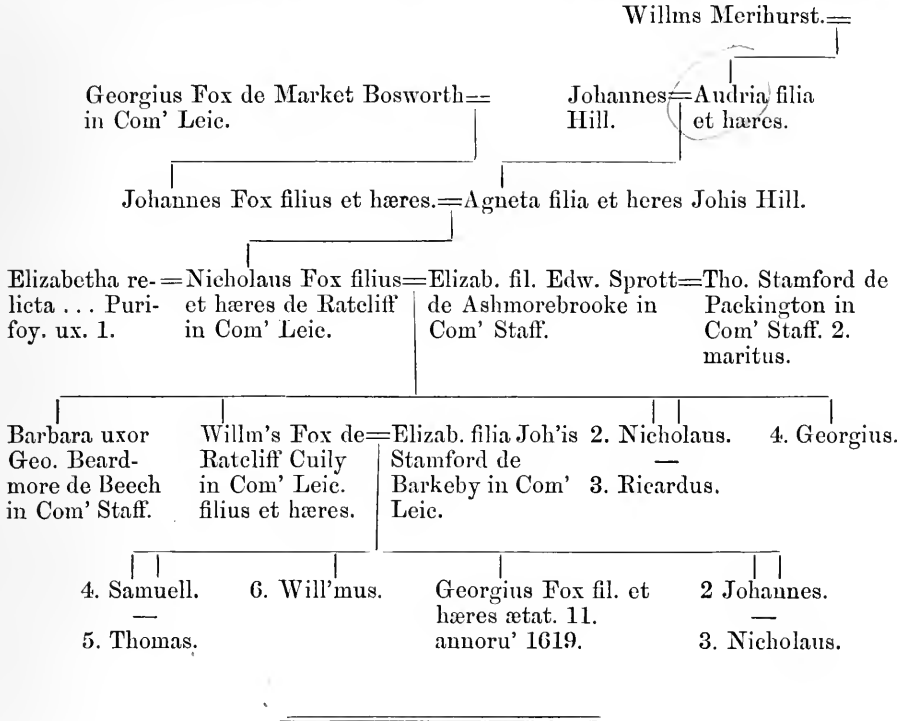 Willms Merihurst.=
Georgius Fox de Market Bosworth=
in Com' Leic.
Johannes=Audria filia
Hill.
et hæres.
Johannes Fox filius et hæres.=Agneta filia et heres Johis Hill.
Elizabetha re-
licta ... Puri-
foy. ux. 1.
=Nicholaus Fox filius
et hæres de Ratcliff
in Com' Leic.
=Elizab. fil. Edw. Sprott
de Ashmorebrooke in
Com' Staff.
=Tho. Stamford de
Packington in
Com' Staff. 2.
maritus.
Barbara uxor
Geo. Beard-
more de Beech
in Com' Staff.
Willm's Fox de
Ratcliff Cuily
in Com' Leic.
filius et hæres.
=Elizab. filia Joh'is
Stamford de
Barkeby in Com'
Leic.
2. Nicholaus.
—
3. Ricardus.
4. Georgius.
4. Samuell.
—
5. Thomas.
6. Will'mus.
Georgius Fox fil. et
hæres ætat. 11.
annoru' 1619.
2 Johannes.
—
3. Nicholaus.